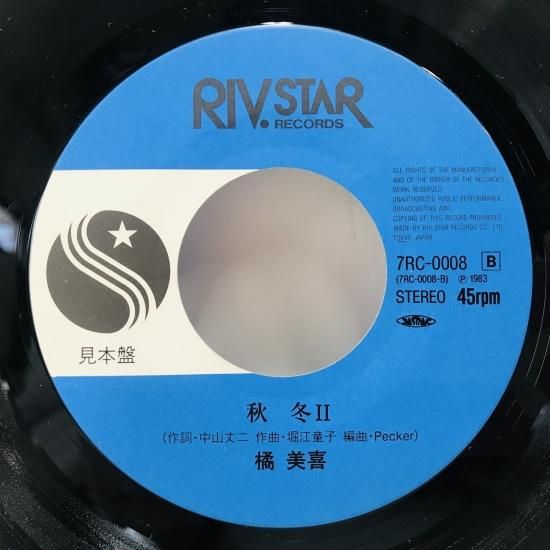 RIV.STAR
RECORDS
ALL RIGHTS OF THE MANUFACTURER
AND OF THE OWNER OF THE RECORDED
WORK RESERVED
UNAUTHORIZED PUBLIC PERFORMANCE
BROADCASTING AND
COPYING OF THIS RECORD PROHIBITED
MADE BY RIV.STAR RECORDS CO. LTD.
TOKYO JAPAN
7RC-0008 B
(7RC-0008-B) Ⓟ 1983
STEREO 45rpm
JASRAC
見本盤
秋 冬II
(作詞・中山丈二 作曲・堀江童子 編曲・Pecker)
橘 美喜